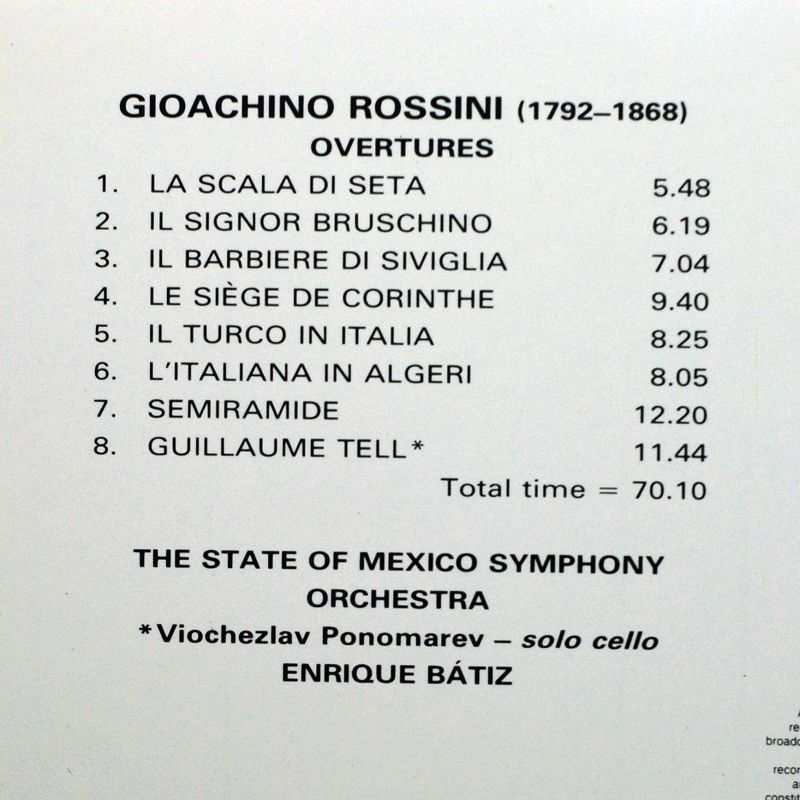 GIOACHINO ROSSINI (1792–1868)
OVERTURES
1. LA SCALA DI SETA 5.48
2. IL SIGNOR BRUSCHINO 6.19
3. IL BARBIERE DI SIVIGLIA 7.04
4. LE SIÈGE DE CORINTHE 9.40
5. IL TURCO IN ITALIA 8.25
6. L'ITALIANA IN ALGERI 8.05
7. SEMIRAMIDE 12.20
8. GUILLAUME TELL* 11.44
Total time = 70.10
THE STATE OF MEXICO SYMPHONY
ORCHESTRA
*Viochezlav Ponomarev – solo cello
ENRIQUE BÁTIZ